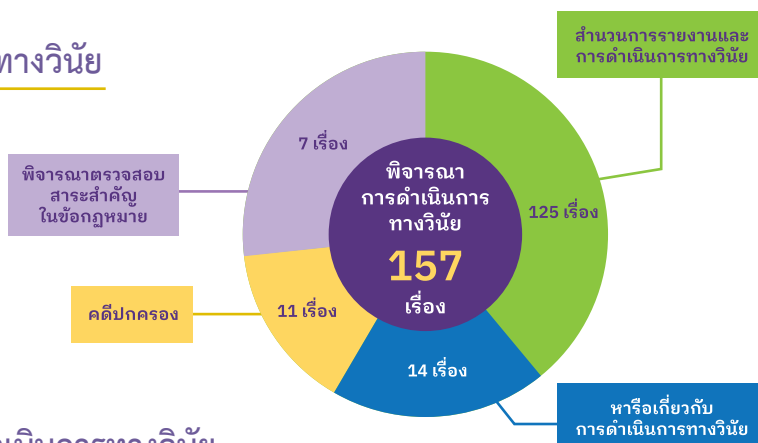 ทางวินัย
สำนวนการรายงานและ
การดำเนินการทางวินัย
7 เรื่อง
พิจารณาตรวจสอบ
สาระสำคัญ
ในข้อกฎหมาย
พิจารณา
การดำเนินการ
ทางวินัย
157
เรื่อง
125 เรื่อง
คดีปกครอง
11 เรื่อง
14 เรื่อง
หารือเกี่ยวกับ
การดำเนินการทางวินัย